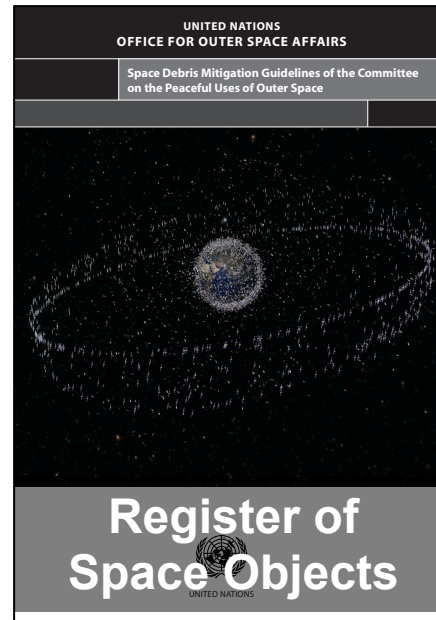 UNITED NATIONS
OFFICE FOR OUTER SPACE AFFAIRS
Space Debris Mitigation Guidelines of the Committee
on the Peaceful Uses of Outer Space
Register of
Space Objects
UNITED NATIONS